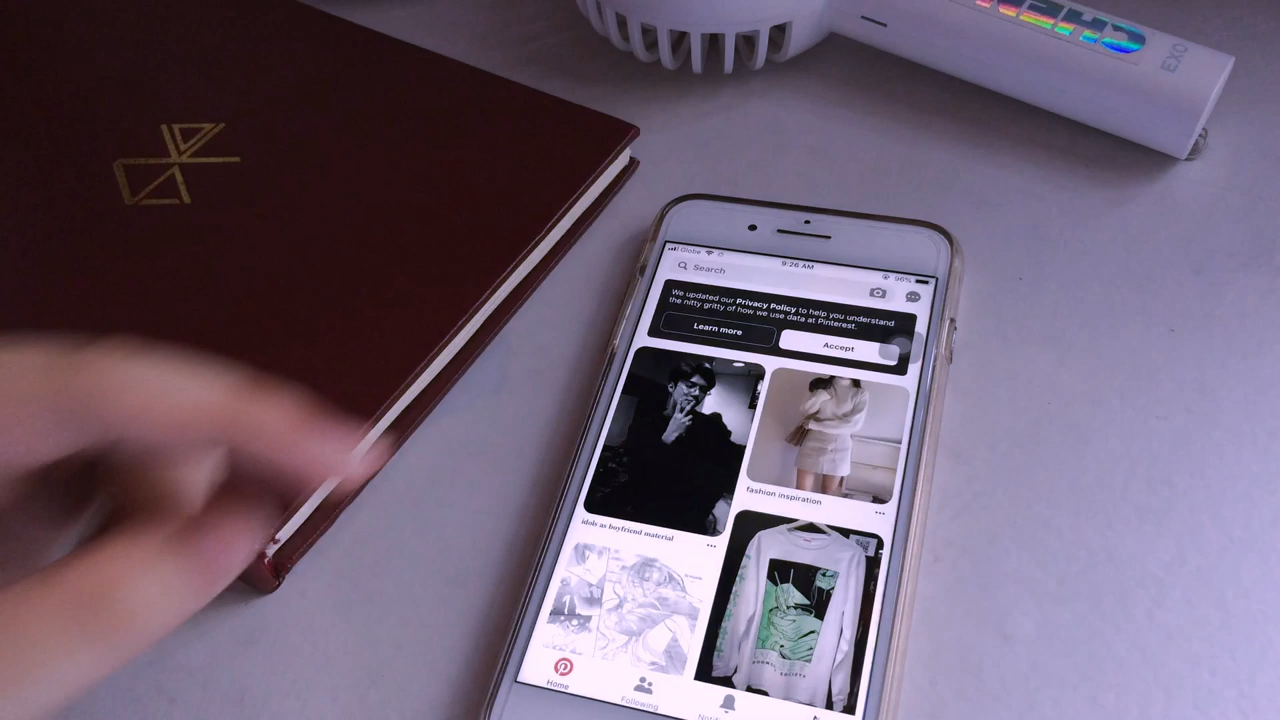 CHEN
EXO
Globe
9:26 AM
96%
Search
We updated our Privacy Policy to help you understand
the nitty gritty of how we use data at Pinterest.
Learn more
Accept
fashion inspiration
idols as boyfriend material
Home
Following